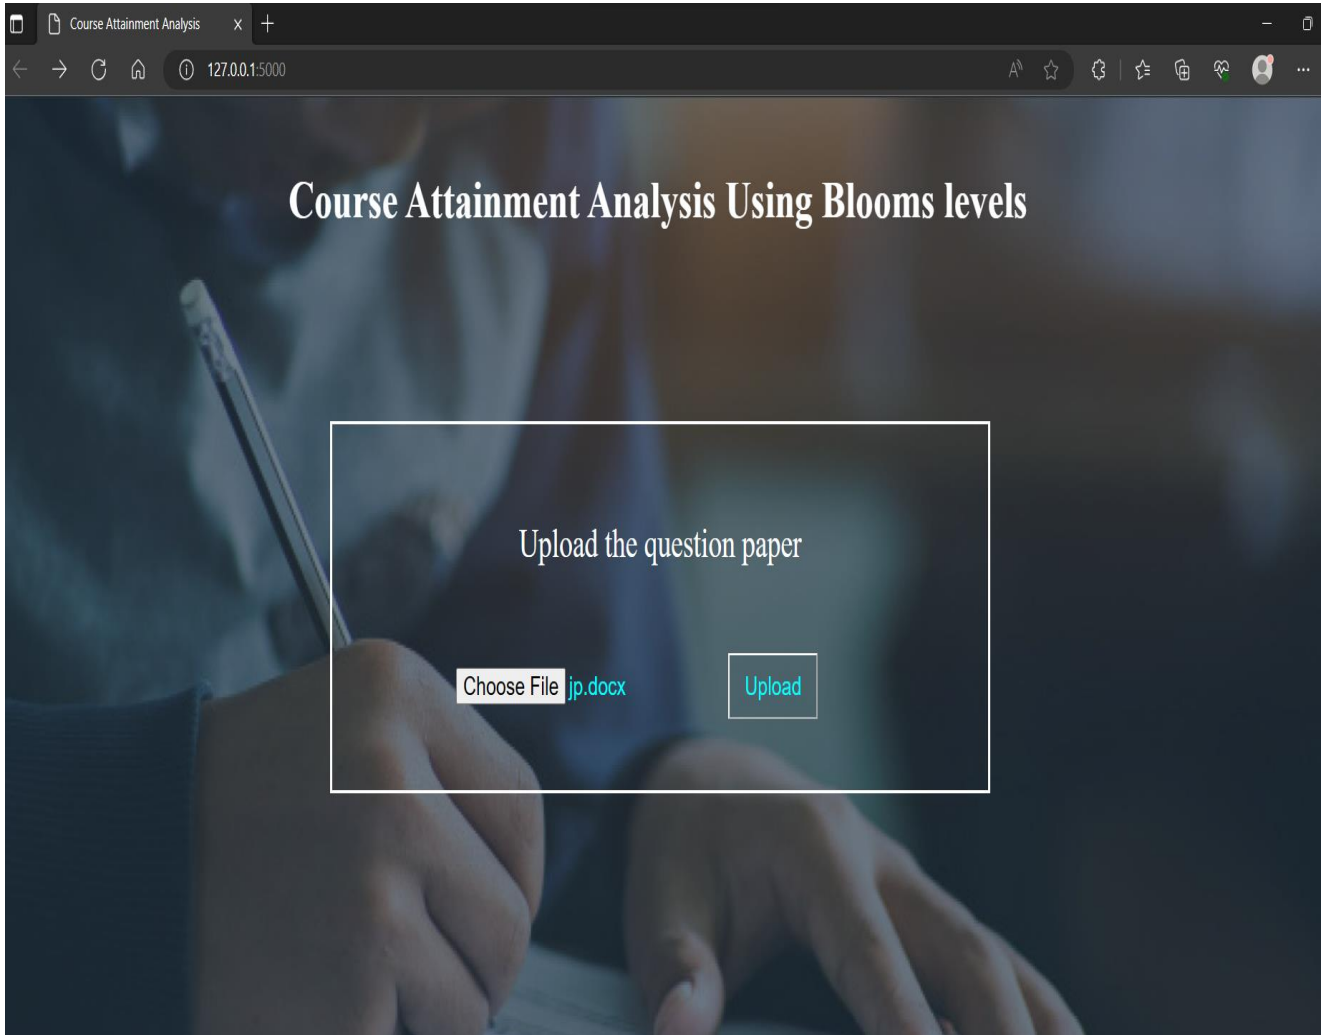 Course Attainment Analysis
127.0.0.1:5000
Course Attainment Analysis Using Blooms levels
Upload the question paper
Choose File jp.docx Upload